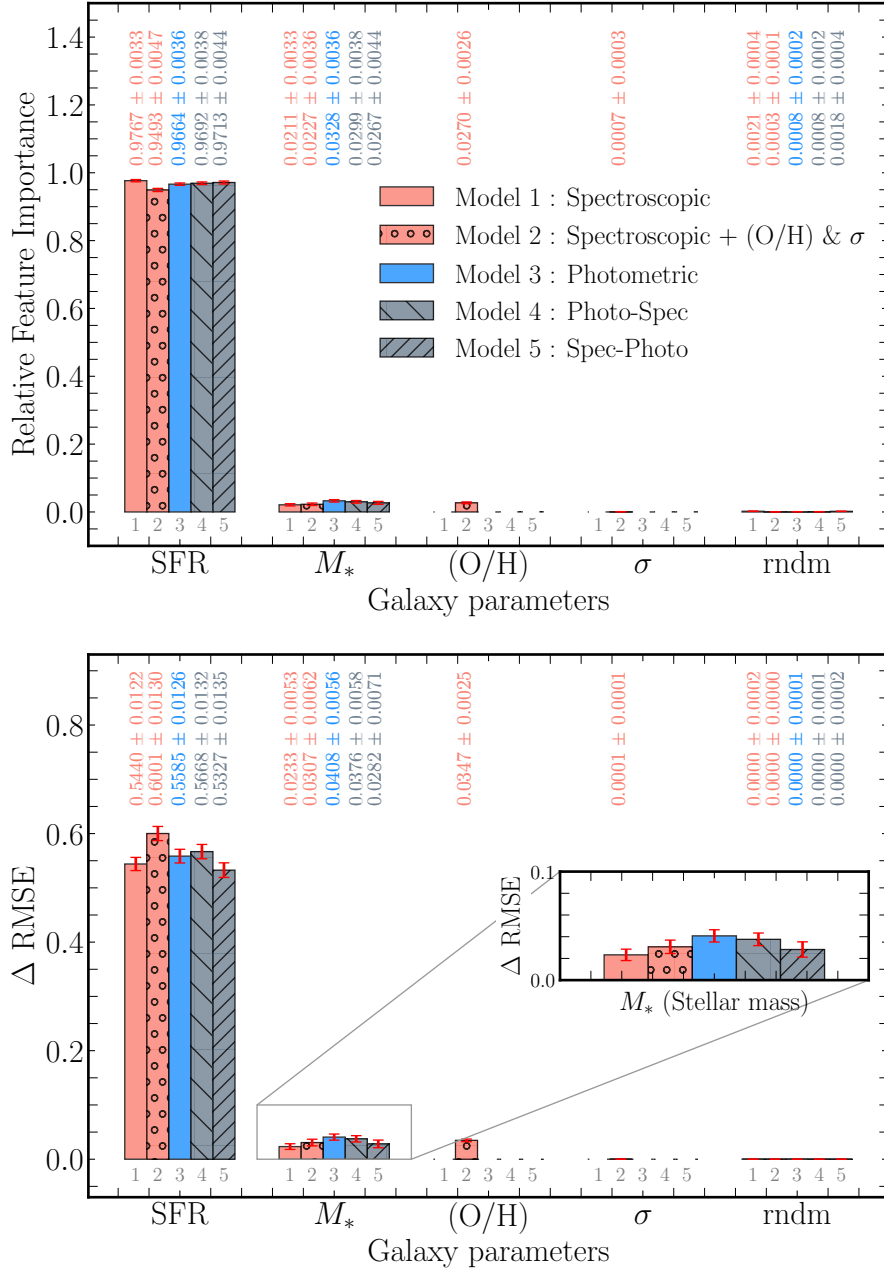 1.4
1.2
1.0
0.8
0.6
0.4
0.2
0.0
Relative Feature Importance
0.9767 ± 0.0033
0.9493 ± 0.0047
0.9664 ± 0.0036
0.9692 ± 0.0038
0.9713 ± 0.0044
0.0211 ± 0.0033
0.0227 ± 0.0036
0.0328 ± 0.0036
0.0299 ± 0.0038
0.0267 ± 0.0044
0.0270 ± 0.0026
0.0007 ± 0.0003
0.0021 ± 0.0004
0.0003 ± 0.0001
0.0008 ± 0.0002
0.0008 ± 0.0002
0.0018 ± 0.0004
Model 1 : Spectroscopic
Model 2 : Spectroscopic + (O/H) & σ
Model 3 : Photometric
Model 4 : Photo-Spec
Model 5 : Spec-Photo
1 2 3 4 5 1 2 3 4 5 1 2 3 4 5 1 2 3 4 5 1 2 3 4 5
SFR M* (O/H) σ rndm
Galaxy parameters
0.8
0.6
0.4
0.2
0.0
Δ RMSE
0.5440 ± 0.0122
0.6001 ± 0.0130
0.5585 ± 0.0126
0.5668 ± 0.0132
0.5327 ± 0.0135
0.0233 ± 0.0053
0.0307 ± 0.0062
0.0408 ± 0.0056
0.0376 ± 0.0058
0.0282 ± 0.0071
0.0347 ± 0.0025
0.0001 ± 0.0001
0.0000 ± 0.0002
0.0000 ± 0.0000
0.0000 ± 0.0001
0.0000 ± 0.0001
0.0000 ± 0.0002
0.1
0.0
Δ RMSE
M* (Stellar mass)
1 2 3 4 5 1 2 3 4 5 1 2 3 4 5 1 2 3 4 5 1 2 3 4 5
SFR M* (O/H) σ rndm
Galaxy parameters